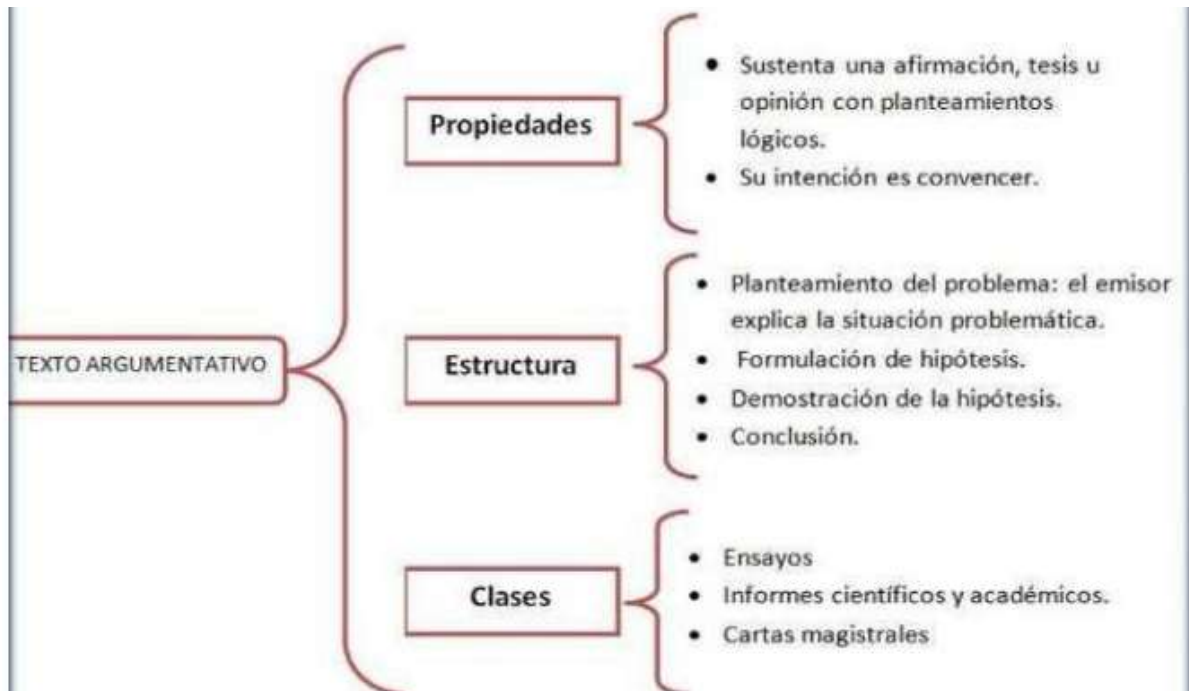 TEXTO ARGUMENTATIVO
Propiedades
• Sustenta una afirmación, tesis u
opinión con planteamientos
lógicos.
• Su intención es convencer.
Estructura
• Planteamiento del problema: el emisor
explica la situación problemática.
• Formulación de hipótesis.
• Demostración de la hipótesis.
• Conclusión.
Clases
• Ensayos
• Informes científicos y académicos.
• Cartas magistrales